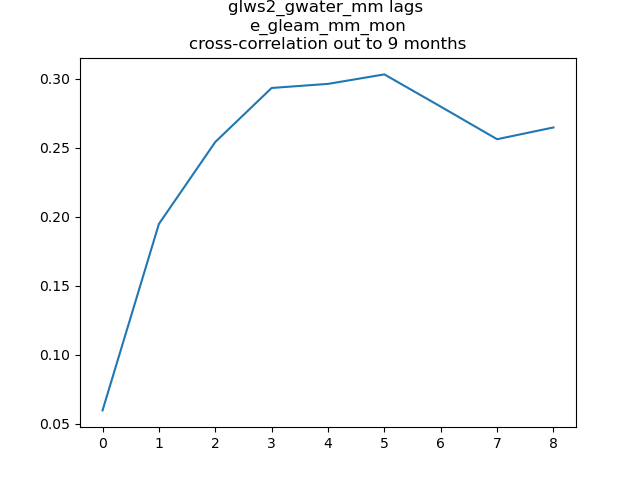 glws2_gwater_mm lags
e_gleam_mm_mon
cross-correlation out to 9 months
0.30
0.25
0.20
0.15
0.10
0.05
0 1 2 3 4 5 6 7 8